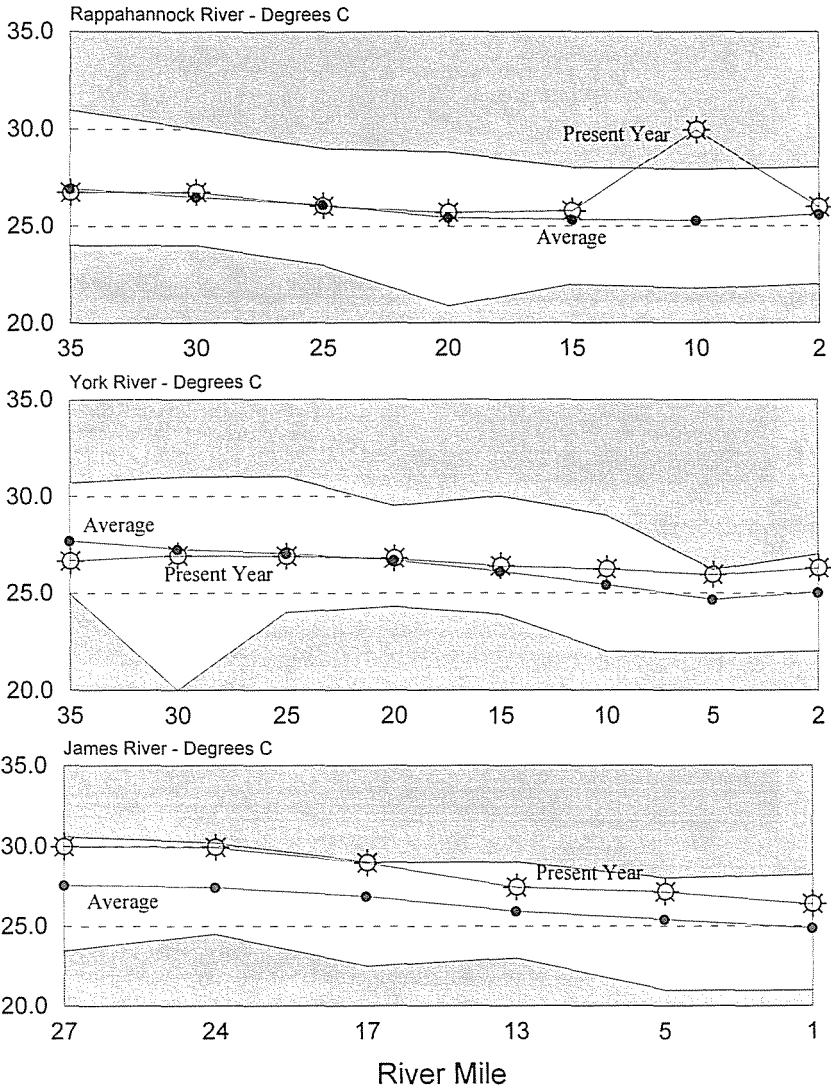 Rappahannock River - Degrees C
35.0
30.0
Present Year
25.0
Average
20.0
35 30 25 20 15 10 2
York River - Degrees C
35.0
30.0
Average
Present Year
25.0
20.0
35 30 25 20 15 10 5 2
James River - Degrees C
35.0
30.0
Present Year
Average
25.0
20.0
27 24 17 13 5 1
River Mile